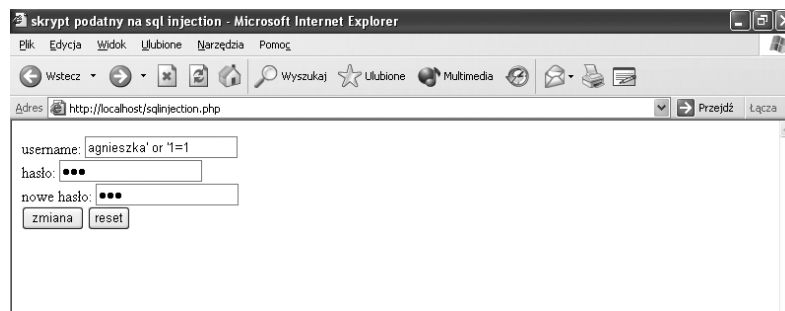 skrypt podatny na sql injection - Microsoft Internet Explorer
Plik Edycja Widok Ulubione Narzędzia Pomoc
Wstecz Wyszukaj Ulubione Multimedia
Adres http://localhost/sqlinjection.php Przejdź Łącza
username: agnieszka' or '1=1
hasło: •••
nowe hasło: •••
zmiana reset